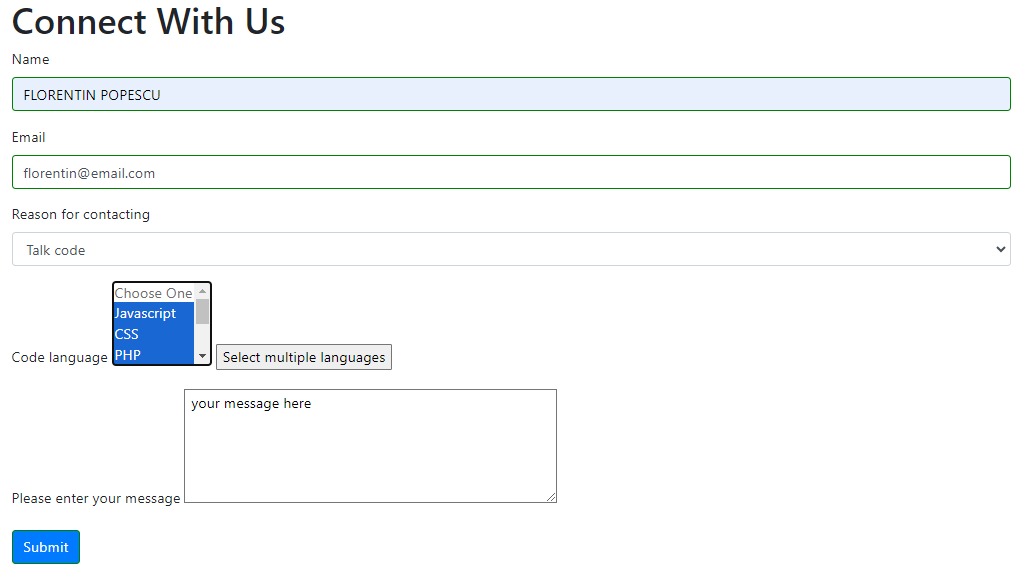 Connect With Us
Name
FLORENTIN POPESCU
Email
florentin@email.com
Reason for contacting
Talk code
Choose One
Javascript
CSS
PHP
Code language
Select multiple languages
your message here
Please enter your message
Submit